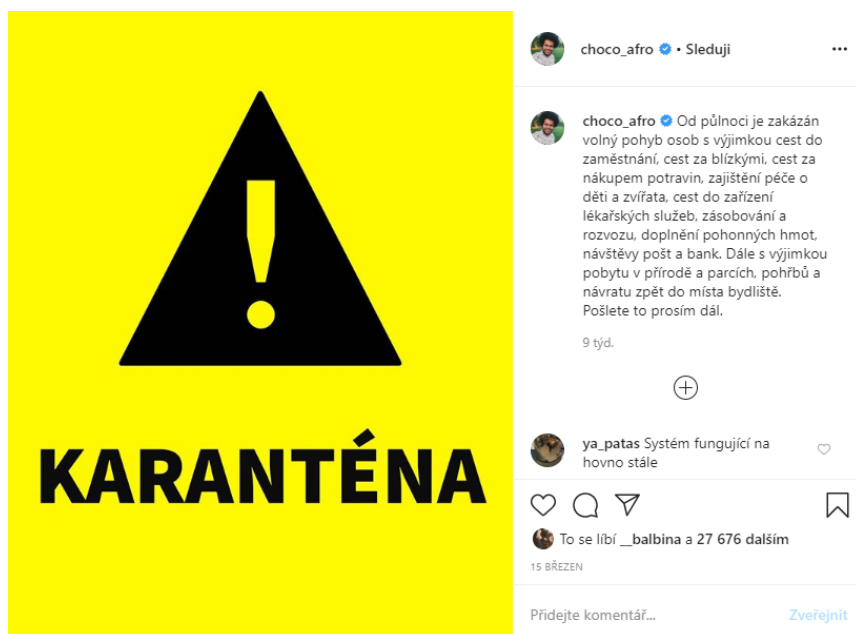 !
KARANTÉNA
choco_afro • Sleduji
choco_afro Od půlnoci je zakázán
volný pohyb osob s výjimkou cest do
zaměstnání, cest za blízkými, cest za
nákupem potravin, zajištění péče o
děti a zvířata, cest do zařízení
lékařských služeb, zásobování a
rozvozu, doplnění pohonných hmot,
návštěvy pošt a bank. Dále s výjimkou
pobytu v přírodě a parcích, pohřbů a
návratu zpět do místa bydliště.
Pošlete to prosím dál.
9 týd.
ya_patas Systém fungující na
hovno stále
To se líbí __balbina a 27 676 dalším
15 BŘEZEN
Přidejte komentář... Zveřejnit